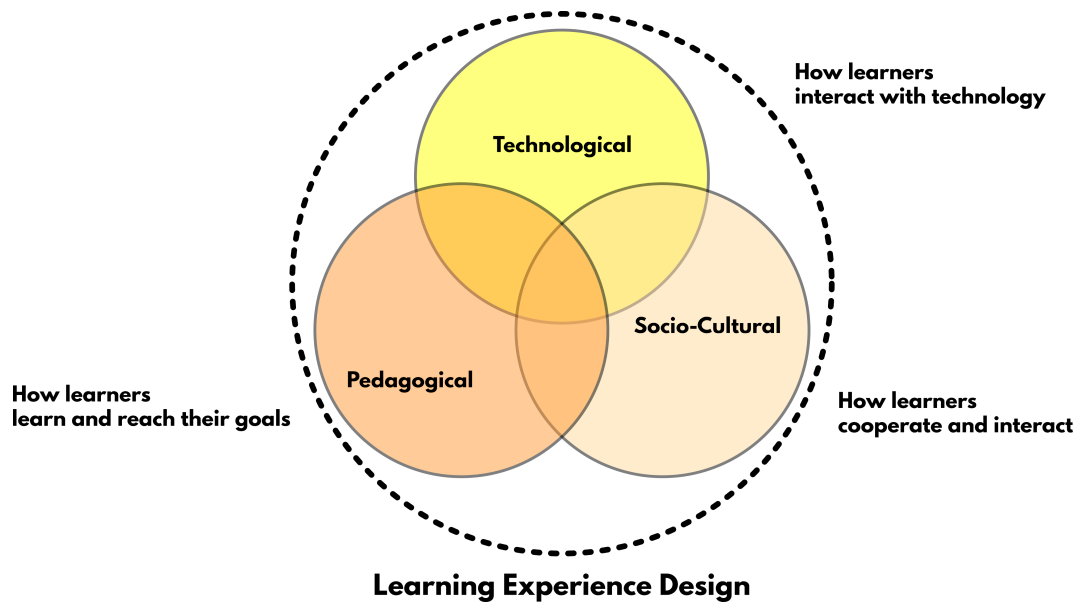 How learners
interact with technology
Technological
Socio-Cultural
Pedagogical
How learners
learn and reach their goals
How learners
cooperate and interact
Learning Experience Design